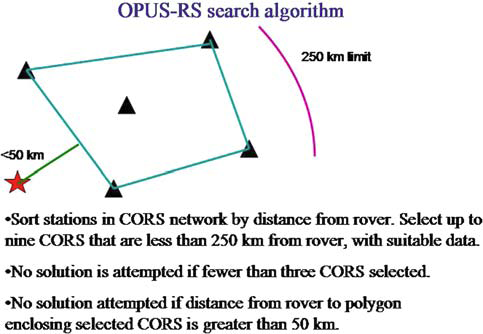 OPUS-RS search algorithm
250 km limit
<50 km
•Sort stations in CORS network by distance from rover. Select up to
nine CORS that are less than 250 km from rover, with suitable data.
•No solution is attempted if fewer than three CORS selected.
•No solution attempted if distance from rover to polygon
enclosing selected CORS is greater than 50 km.